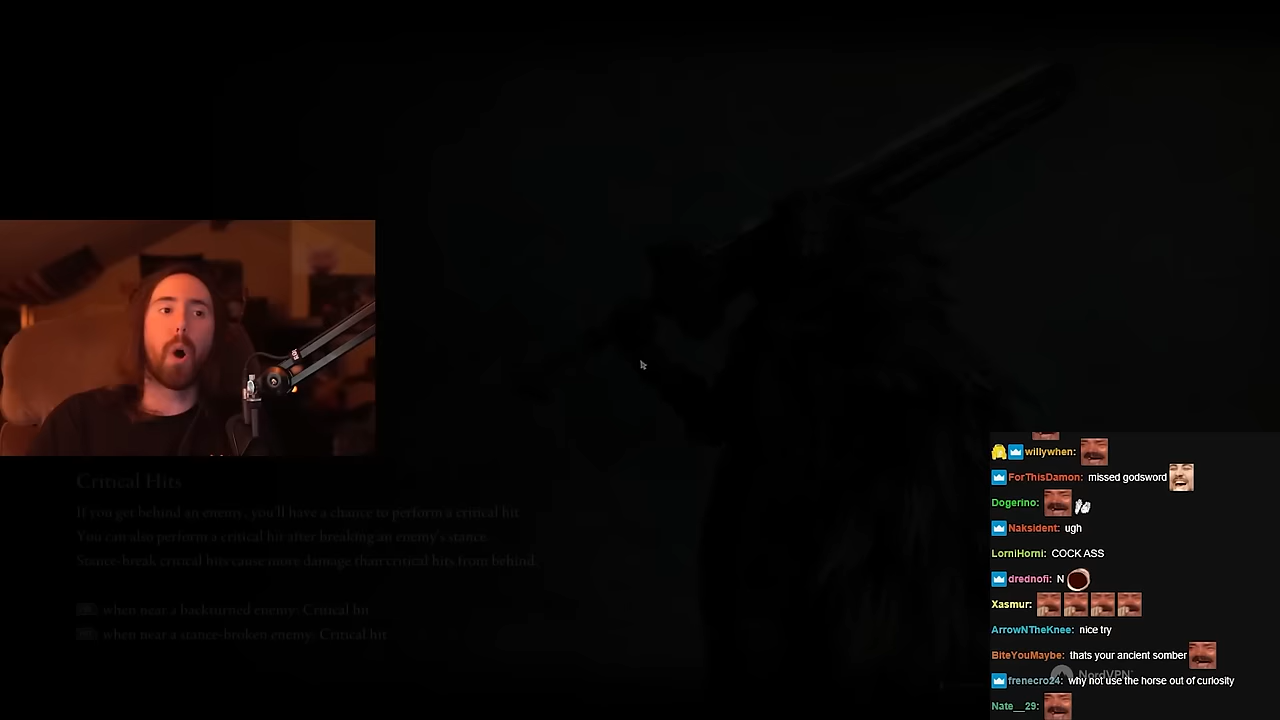 Critical Hits
If you get behind an enemy, you'll have a chance to perform a critical hit
You can also perform a critical hit after breaking an enemy's stance
Stance-break critical hits cause more damage than critical hits from behind.
when near a backturned enemy: Critical hit
when near a stance-broken enemy: Critical hit
willywhen:
ForThisDamon: missed godsword
Dogerino:
Naksident: ugh
LorniHorni: COCK ASS
drednofi: N
Xasmur:
ArrowNTheKnee: nice try
BiteYouMaybe: thats your ancient somber
NordVPN
frenecro24: why not use the horse out of curiosity
Nate__29: